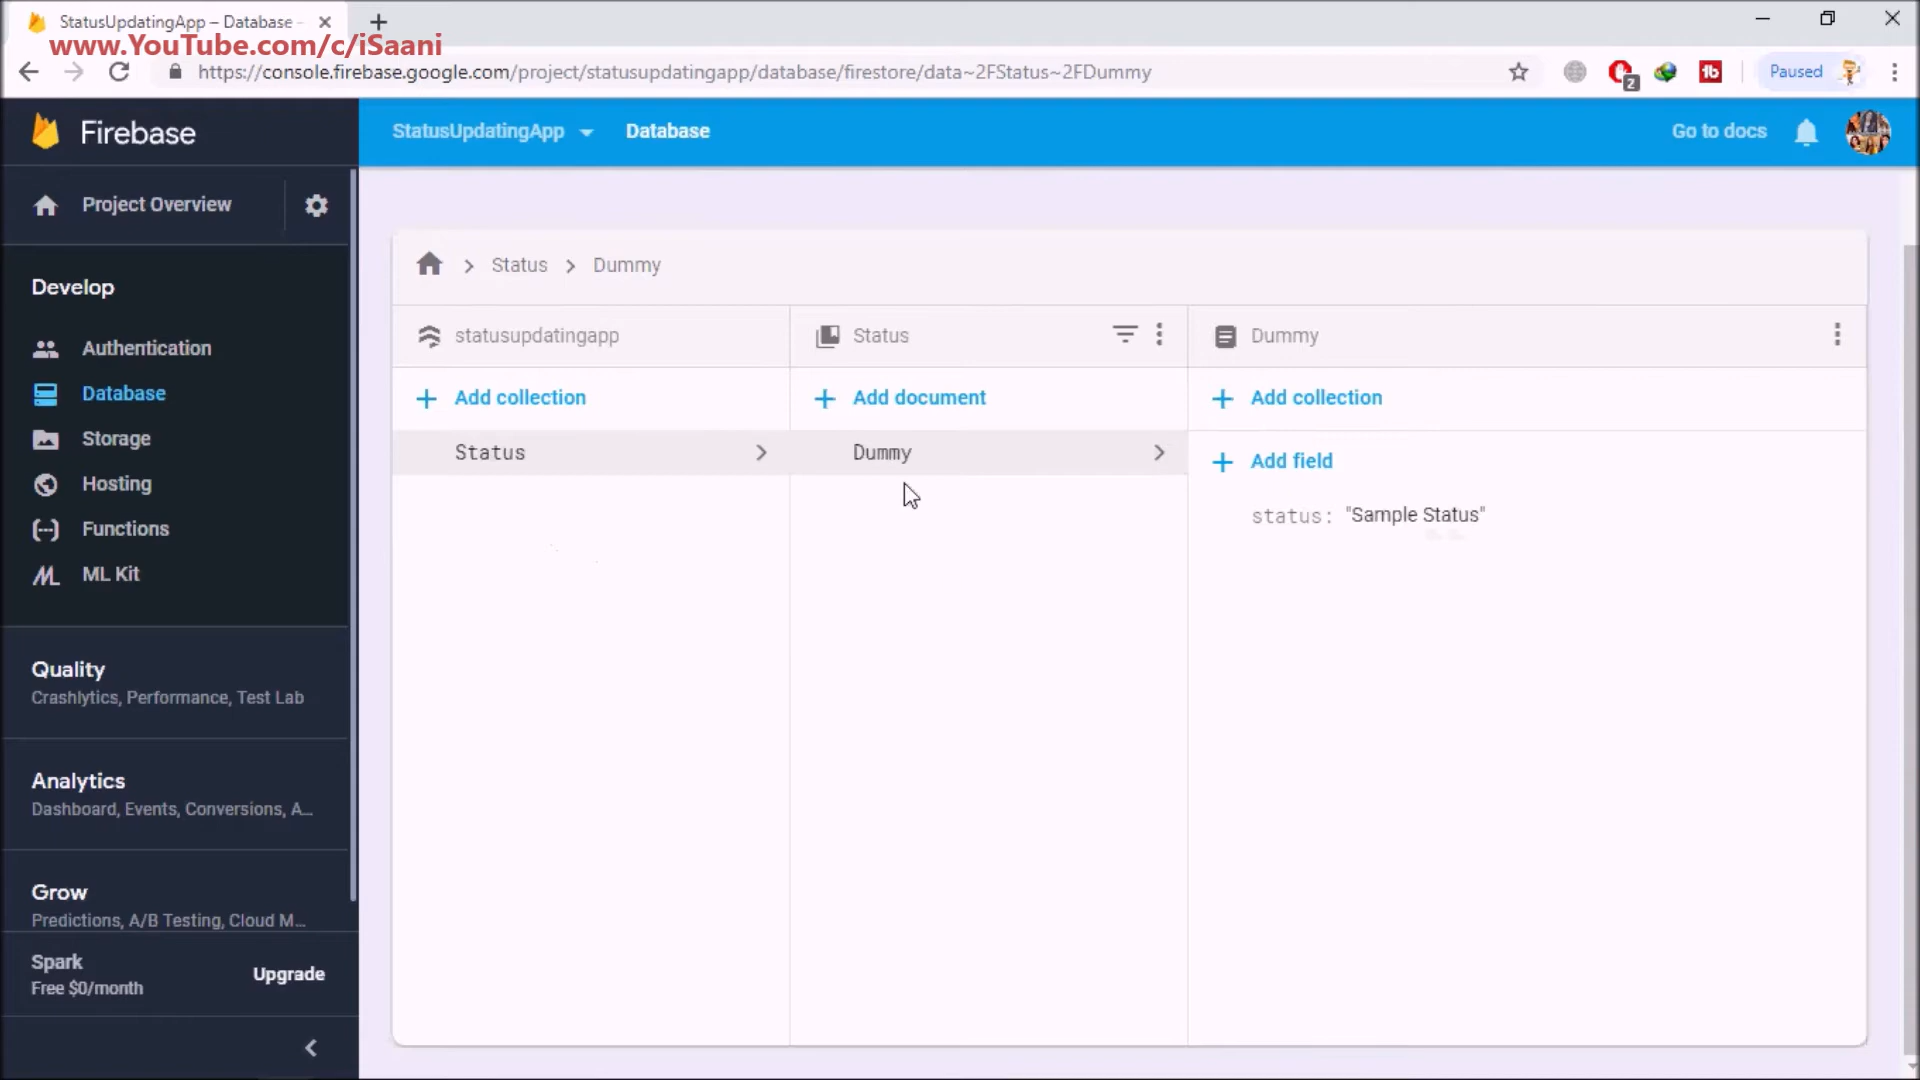 StatusUpdatingApp – Database -
www.YouTube.com/c/iSaani
https://console.firebase.google.com/project/statusupdatingapp/database/firestore/data~2FStatus~2FDummy
2
Paused
Firebase
StatusUpdatingApp
Database
Go to docs
Project Overview
Develop
Authentication
Database
Storage
Hosting
Functions
ML Kit
Quality
Crashlytics, Performance, Test Lab
Analytics
Dashboard, Events, Conversions, A...
Grow
Predictions, A/B Testing, Cloud M...
Spark
Free $0/month
Upgrade
Status
Dummy
statusupdatingapp
Status
Dummy
Add collection
Add document
Add collection
Status
Dummy
Add field
status: "Sample Status"